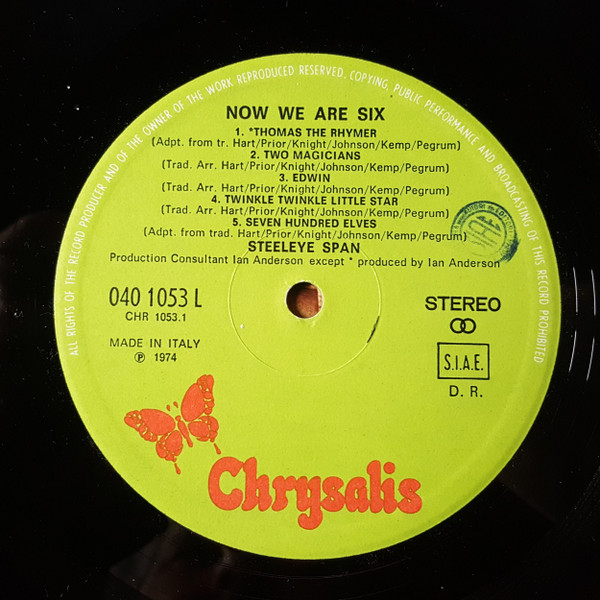 ALL RIGHTS OF THE RECORD PRODUCER AND OF THE OWNER OF THE WORK REPRODUCED RESERVED. COPYING, PUBLIC PERFORMANCE AND BROADCASTING OF THIS RECORD PROHIBITED
NOW WE ARE SIX
1. *THOMAS THE RHYMER
(Adpt. from tr. Hart/Prior/Knight/Johnson/Kemp/Pegrum)
2. TWO MAGICIANS
(Trad. Arr. Hart/Prior/Knight/Johnson/Kemp/Pegrum)
3. EDWIN
(Trad. Arr. Hart/Prior/Knight/Johnson/Kemp/Pegrum)
4. TWINKLE TWINKLE LITTLE STAR
(Trad. Arr. Hart/Prior/Knight/Johnson/Kemp/Pegrum)
5. SEVEN HUNDRED ELVES
(Adpt. from trad. Hart/Prior/Knight/Johnson/Kemp/Pegrum)
STEELEYE SPAN
Production Consultant Ian Anderson except * produced by Ian Anderson
040 1053 L
CHR 1053.1
STEREO
MADE IN ITALY
℗ 1974
S.I.A.E.
D. R.
Chrysalis